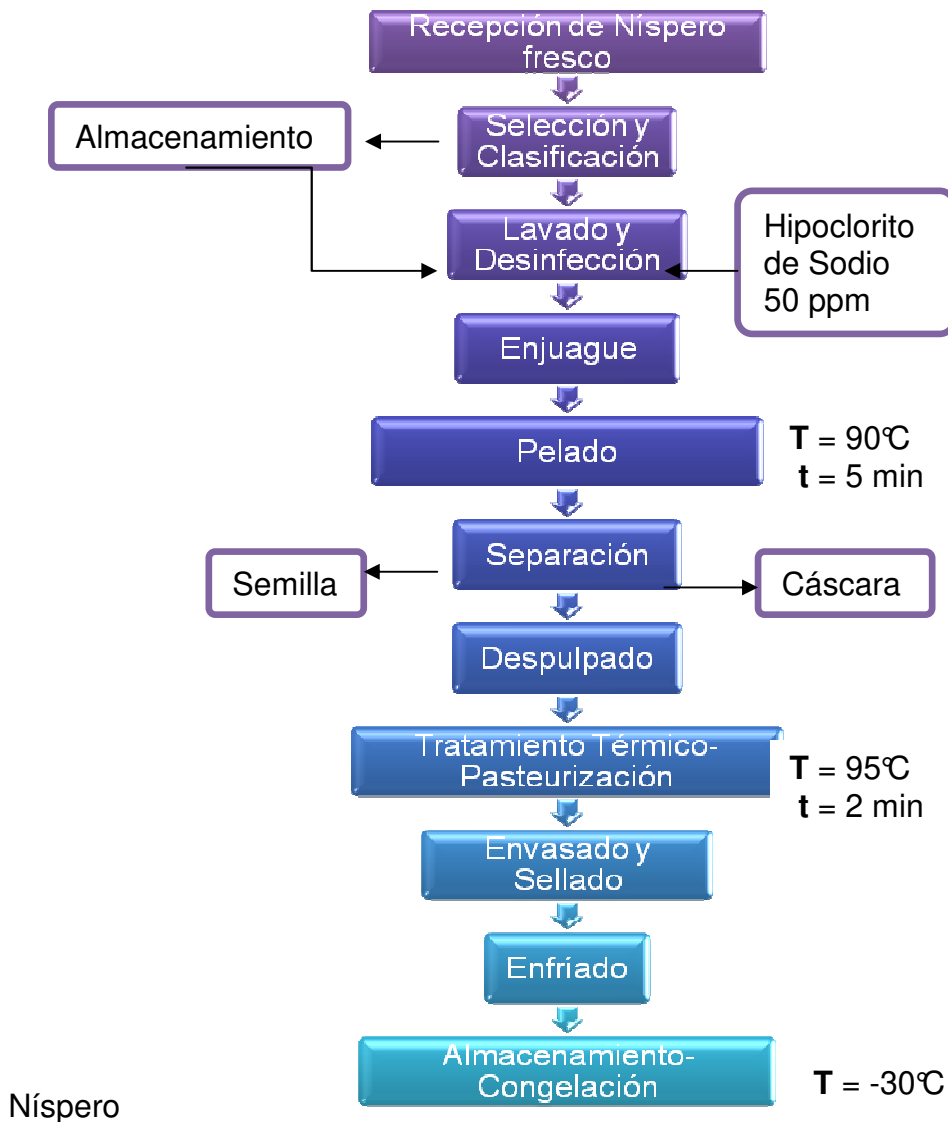 Recepción de Níspero
fresco
Almacenamiento
Selección y
Clasificación
Lavado y
Desinfección
Hipoclorito
de Sodio
50 ppm
Enjuague
Pelado
T = 90°C
t = 5 min
Separación
Semilla
Cáscara
Despulpado
Tratamiento Térmico-
Pasteurización
T = 95°C
t = 2 min
Envasado y
Sellado
Enfríado
Almacenamiento-
Congelación
T = -30°C
Níspero